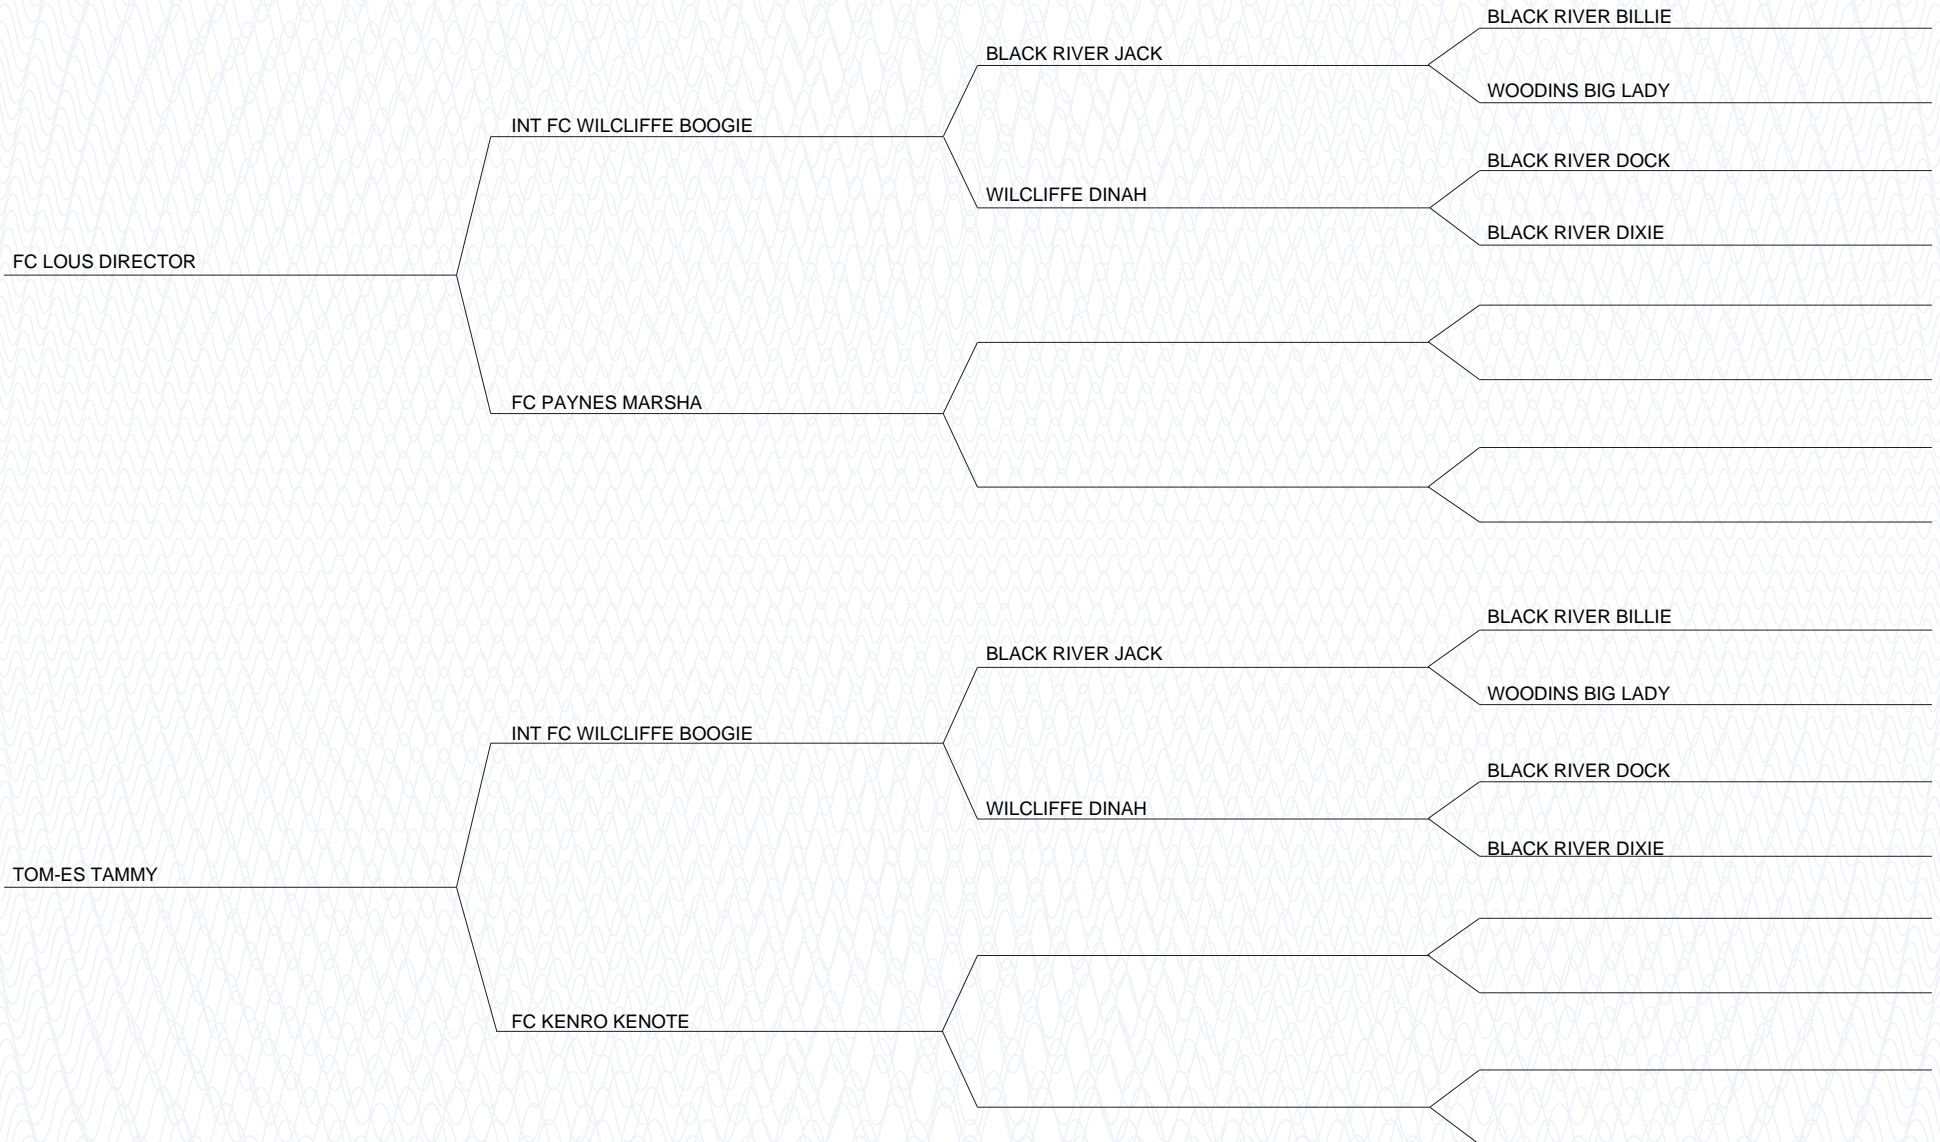 BLACK RIVER BILLIE
BLACK RIVER JACK
WOODINS BIG LADY
INT FC WILCLIFFE BOOGIE
BLACK RIVER DOCK
WILCLIFFE DINAH
BLACK RIVER DIXIE
FC LOUS DIRECTOR
FC PAYNES MARSHA
BLACK RIVER BILLIE
BLACK RIVER JACK
WOODINS BIG LADY
INT FC WILCLIFFE BOOGIE
BLACK RIVER DOCK
WILCLIFFE DINAH
BLACK RIVER DIXIE
TOM-ES TAMMY
FC KENRO KENOTE